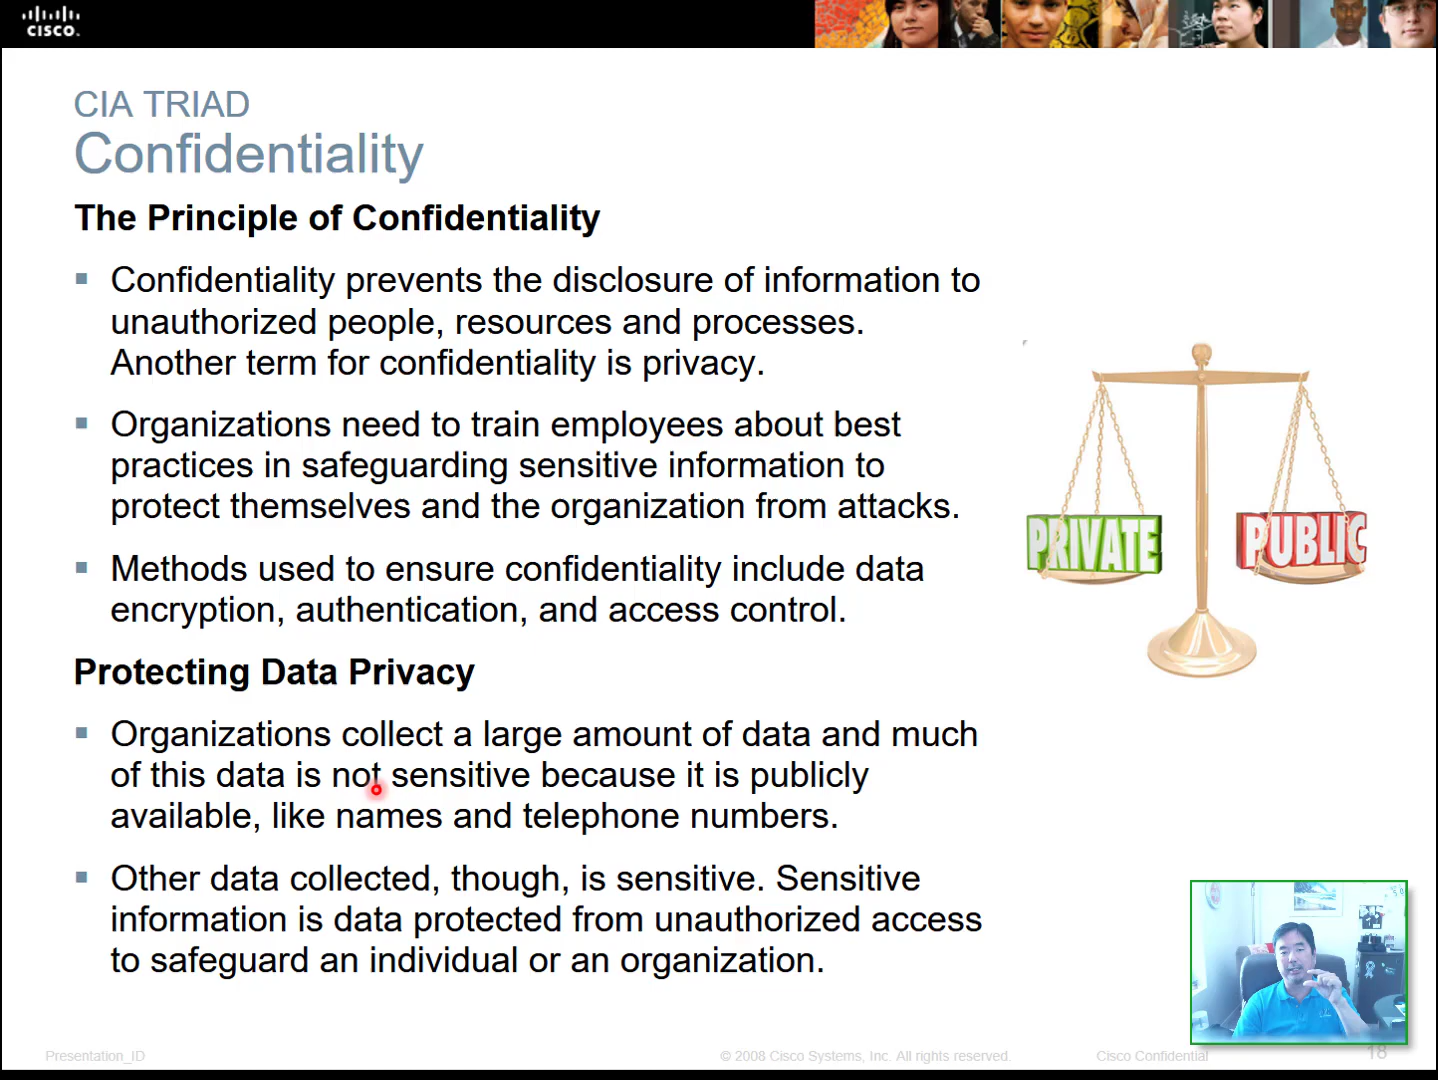 CISCO.
CIA TRIAD
Confidentiality
The Principle of Confidentiality
Confidentiality prevents the disclosure of information to
unauthorized people, resources and processes.
Another term for confidentiality is privacy.
Organizations need to train employees about best
practices in safeguarding sensitive information to
protect themselves and the organization from attacks.
Methods used to ensure confidentiality include data
encryption, authentication, and access control.
PRIVATE
PUBLIC
Protecting Data Privacy
Organizations collect a large amount of data and much
of this data is not sensitive because it is publicly
available, like names and telephone numbers.
Other data collected, though, is sensitive. Sensitive
information is data protected from unauthorized access
to safeguard an individual or an organization.
Presentation_ID
© 2008 Cisco Systems, Inc. All rights reserved.
Cisco Confidential
18